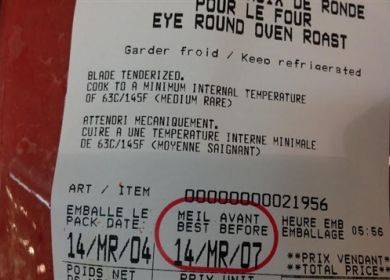 DE RONDE
POUR LE FOUR
EYE ROUND OVEN ROAST
Garder froid / Keep refrigerated
BLADE TENDERIZED.
COOK TO A MINIMUM INTERNAL TEMPERATURE
OF 63C/145F (MEDIUM RARE)
ATTENDRI MECANIQUEMENT.
CUIRE A UNE TEMPERATURE INTERNE MINIMALE
DE 63C/145F (MOYENNE SAIGNANT)
ART / ITEM 00000000021956
EMBALLE LE MEIL AVANT HEURE EMB
PACK DATE: BEST BEFORE EMBALLAGE 05:56
14/MR/04 14/MR/07 **PRIX VENDANT
**TOTAL PRICE
POIDS NET PRIX UNIT